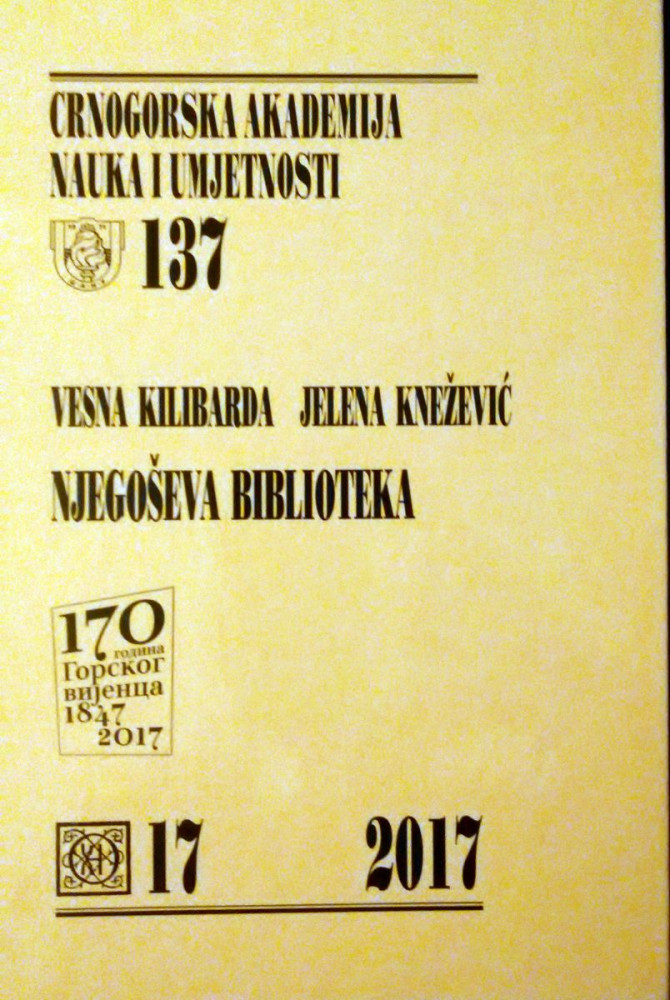 CRNOGORSKA AKADEMIJA
NAUKA I UMJETNOSTI
137
VESNA KILIBARDA JELENA KNEŽEVIĆ
NJEGOŠEVA BIBLIOTEKA
170
година
Горског
вијенца
1847
2017
17 2017